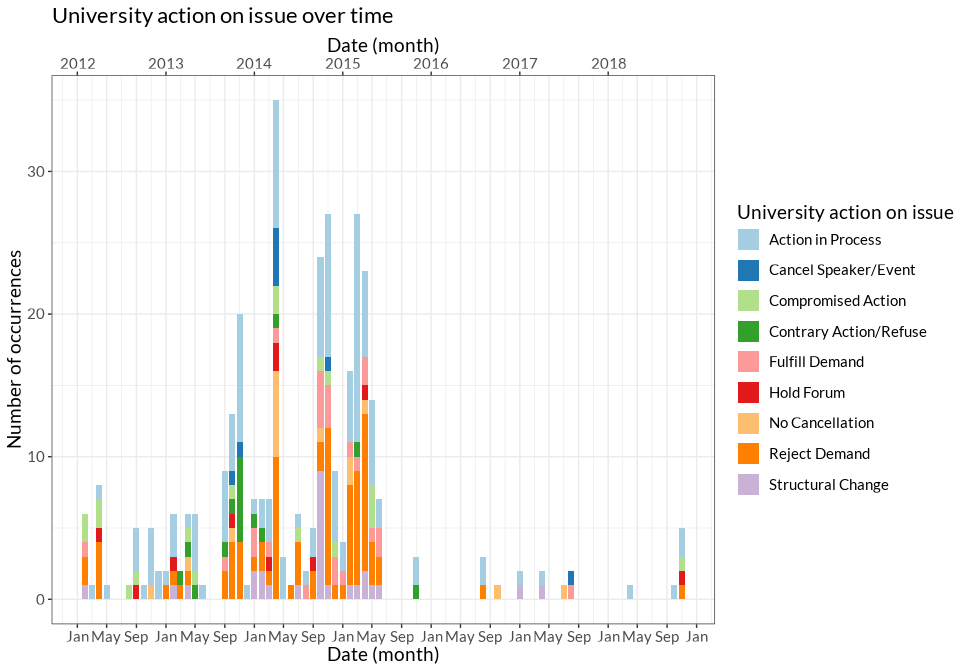 University action on issue over time
Date (month)
2012 2013 2014 2015 2016 2017 2018
Number of occurrences
30
20
10
0
Jan May Sep Jan May Sep Jan May Sep Jan May Sep Jan May Sep Jan May Sep Jan May Sep Jan
Date (month)
University action on issue
Action in Process
Cancel Speaker/Event
Compromised Action
Contrary Action/Refuse
Fulfill Demand
Hold Forum
No Cancellation
Reject Demand
Structural Change